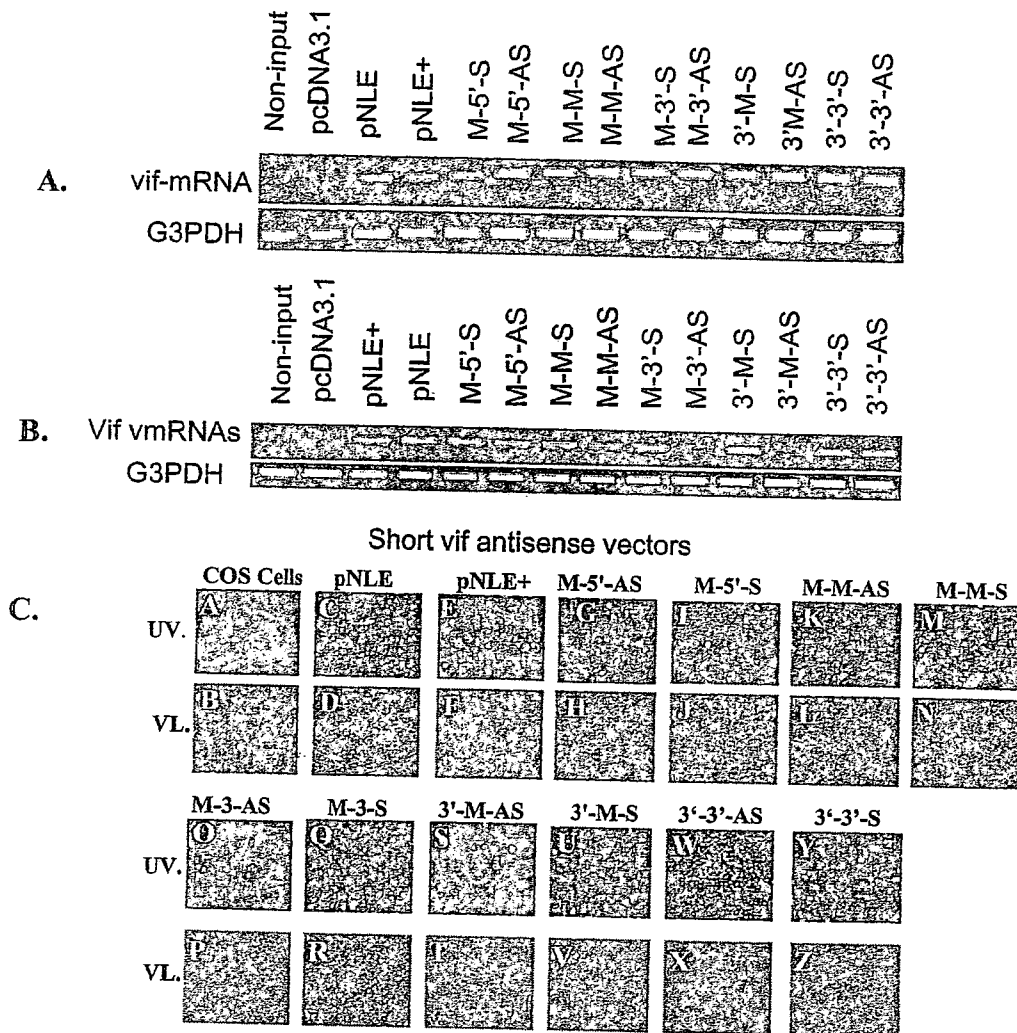 Non-input pcDNA3.1 pNLE pNLE+ M-5'-S M-5'-AS M-M-S M-M-AS M-3'-S M-3'-AS 3'-M-S 3'M-AS 3'-3'-S 3'-3'-AS
A. vif-mRNA
G3PDH
Non-input pcDNA3.1 pNLE+ pNLE M-5'-S M-5'-AS M-M-S M-M-AS M-3'-S M-3'-AS 3'-M-S 3'-M-AS 3'-3'-S 3'-3'-AS
B. Vif vmRNAs
G3PDH
Short vif antisense vectors
COS Cells pNLE pNLE+ M-5'-AS M-5'-S M-M-AS M-M-S
C.
UV. A C E G I K M
VL. B D F H J L N
M-3-AS M-3-S 3'-M-AS 3'-M-S 3‘-3’-AS 3‘-3’-S
UV. O Q S U W Y
VL. P R T V X Z